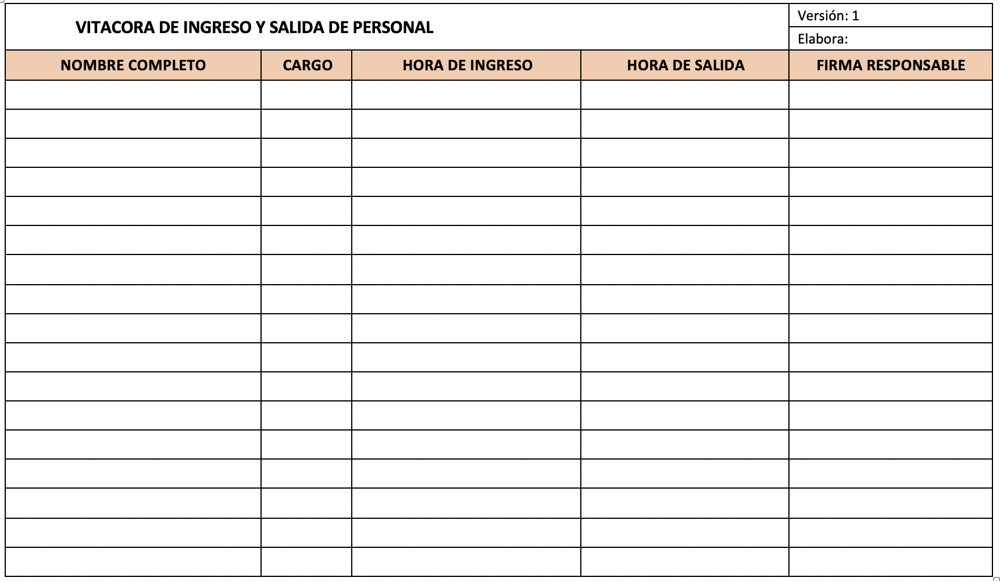 VITACORA DE INGRESO Y SALIDA DE PERSONAL
Versión: 1
Elabora:
NOMBRE COMPLETO CARGO HORA DE INGRESO HORA DE SALIDA FIRMA RESPONSABLE